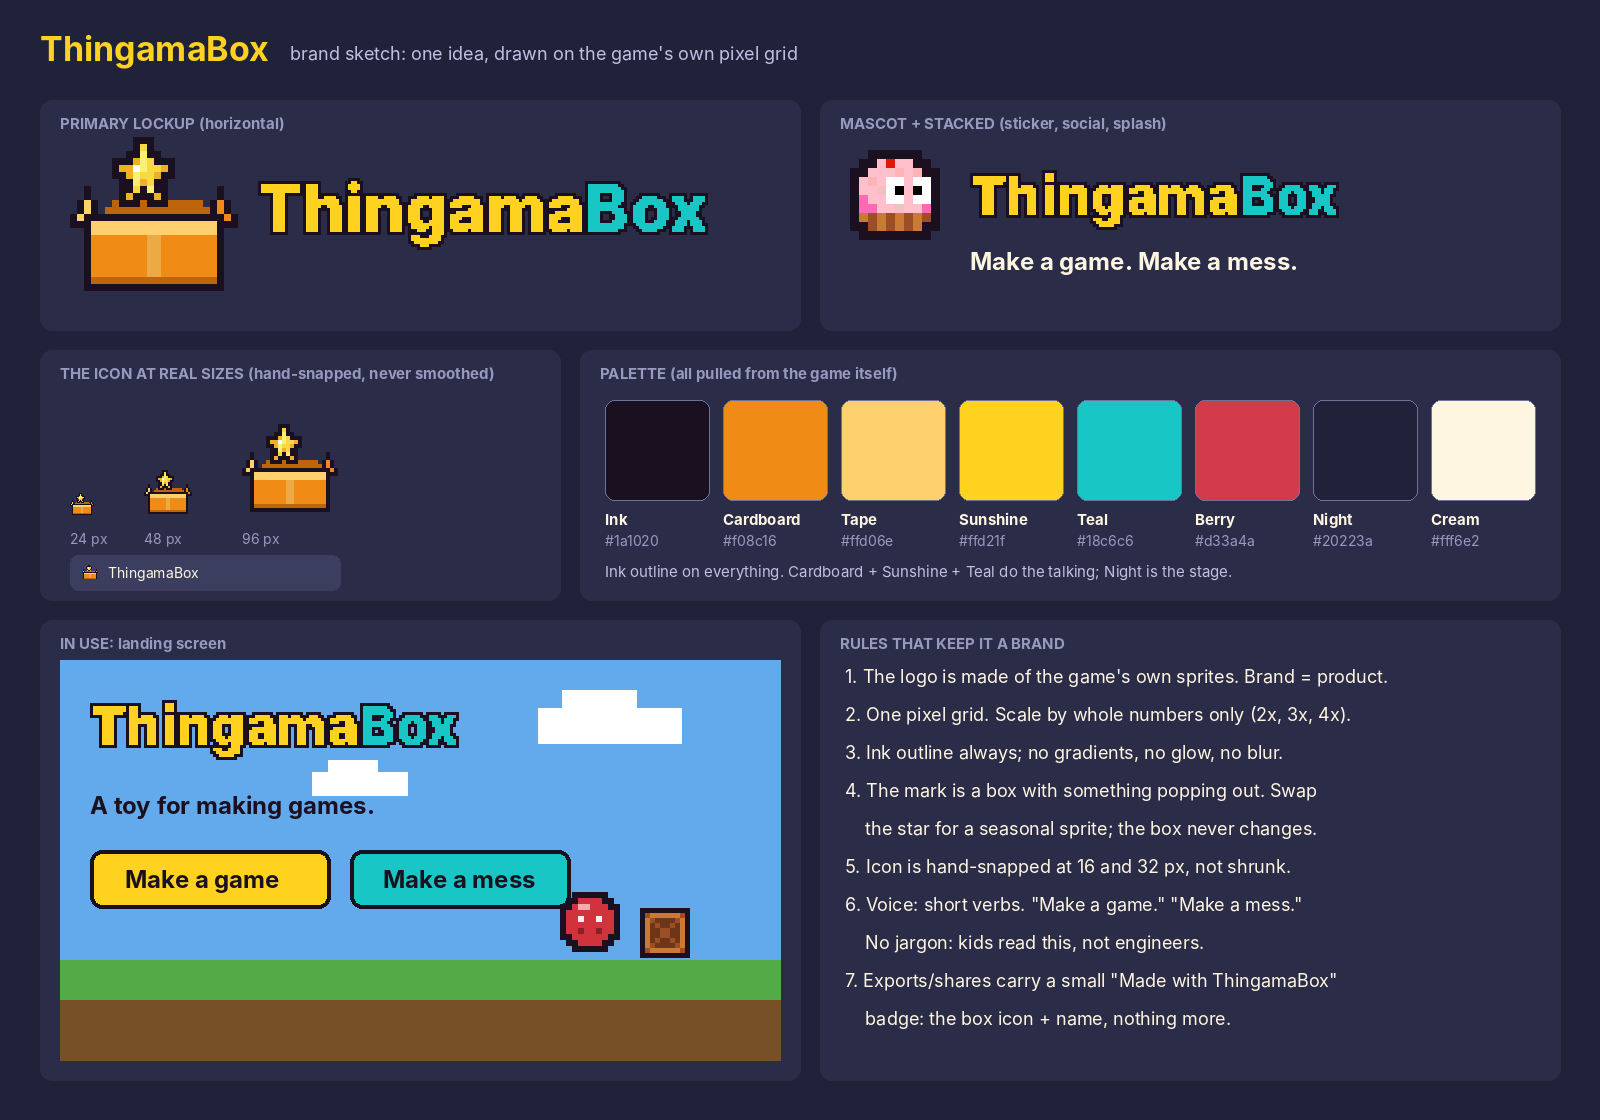 ThingamaBox brand sketch: one idea, drawn on the game's own pixel grid
PRIMARY LOCKUP (horizontal)
ThingamaBox
MASCOT + STACKED (sticker, social, splash)
ThingamaBox
Make a game. Make a mess.
THE ICON AT REAL SIZES (hand-snapped, never smoothed)
24 px 48 px 96 px
ThingamaBox
PALETTE (all pulled from the game itself)
Ink Cardboard Tape Sunshine Teal Berry Night Cream
#1a1020 #f08c16 #ffd06e #ffd21f #18c6c6 #d33a4a #20223a #fff6e2
Ink outline on everything. Cardboard + Sunshine + Teal do the talking; Night is the stage.
IN USE: landing screen
ThingamaBox
A toy for making games.
Make a game Make a mess
RULES THAT KEEP IT A BRAND
1. The logo is made of the game's own sprites. Brand = product.
2. One pixel grid. Scale by whole numbers only (2x, 3x, 4x).
3. Ink outline always; no gradients, no glow, no blur.
4. The mark is a box with something popping out. Swap
the star for a seasonal sprite; the box never changes.
5. Icon is hand-snapped at 16 and 32 px, not shrunk.
6. Voice: short verbs. "Make a game." "Make a mess."
No jargon: kids read this, not engineers.
7. Exports/shares carry a small "Made with ThingamaBox"
badge: the box icon + name, nothing more.